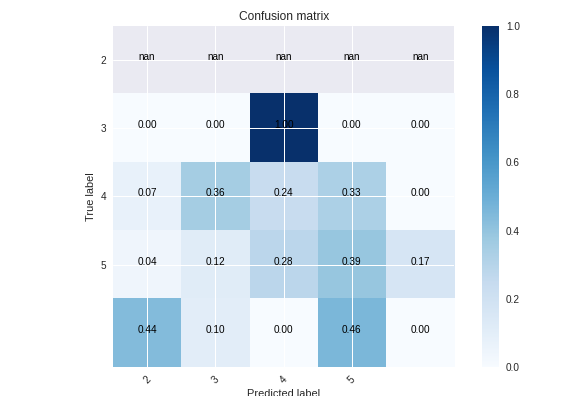 Confusion matrix
2 nan nan nan nan nan
3 0.00 0.00 1.00 0.00 0.00
4 0.07 0.36 0.24 0.33 0.00
5 0.04 0.12 0.28 0.39 0.17
0.44 0.10 0.00 0.46 0.00
2 3 4 5
True label
Predicted label
1.0
0.8
0.6
0.4
0.2
0.0